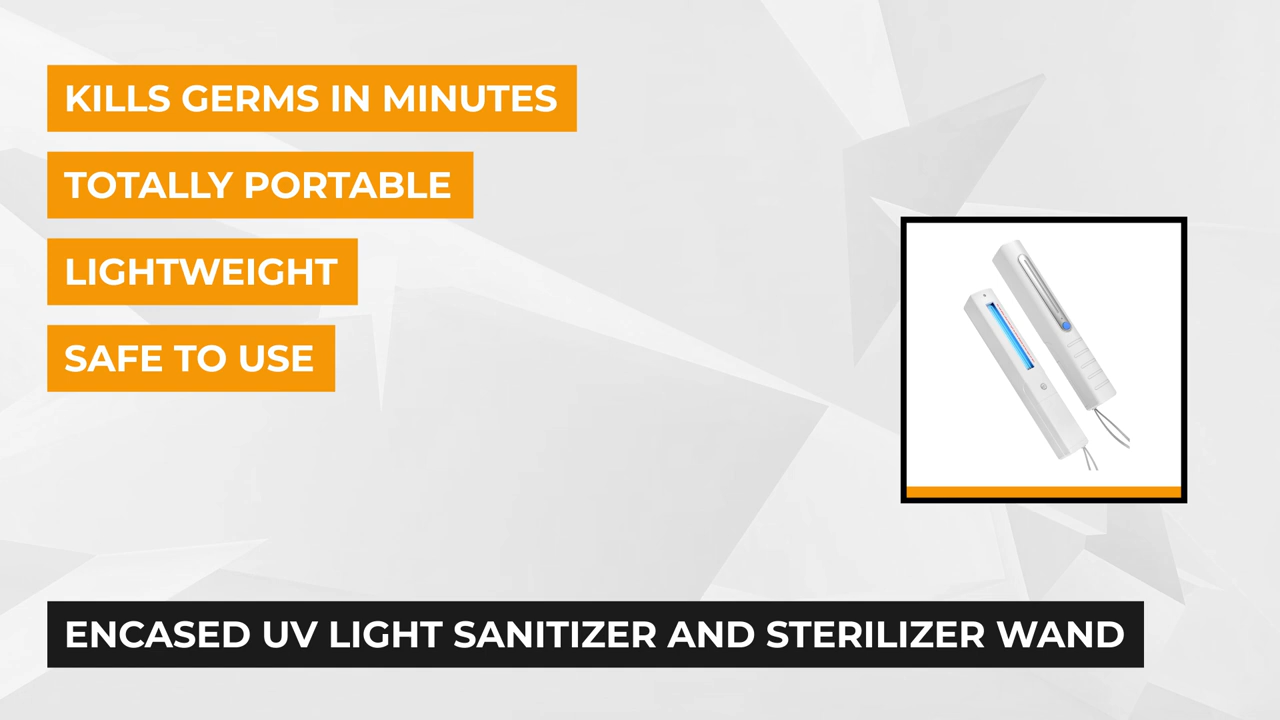 KILLS GERMS IN MINUTES
TOTALLY PORTABLE
LIGHTWEIGHT
SAFE TO USE
ENCASED UV LIGHT SANITIZER AND STERILIZER WAND